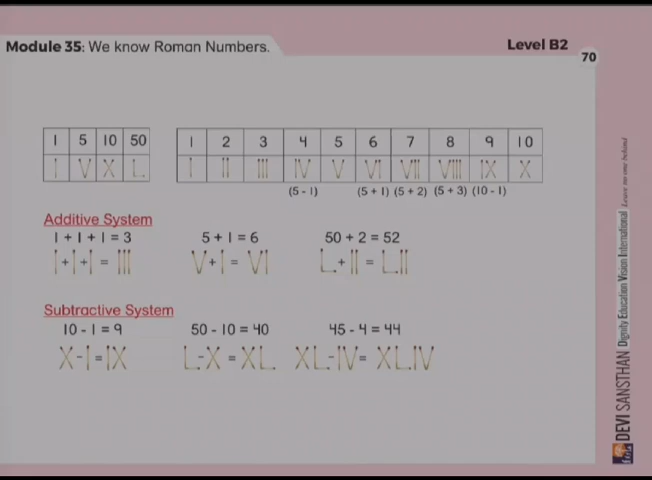 Module 35: We know Roman Numbers.
Level B2
70
1 5 10 50
I V X L
1 2 3 4 5 6 7 8 9 10
I II III IV V VI VII VIII IX X
(5 - 1) (5 + 1) (5 + 2) (5 + 3) (10 - 1)
Additive System
1 + 1 + 1 = 3 5 + 1 = 6 50 + 2 = 52
I+I+I = III V+I = VI L+II = LII
Subtractive System
10 - 1 = 9 50 - 10 = 40 45 - 4 = 44
X-I=IX L-X = XL XL-IV= XLIV
DEVI SANSTHAN Dignity Education Vision International Leave no one behind